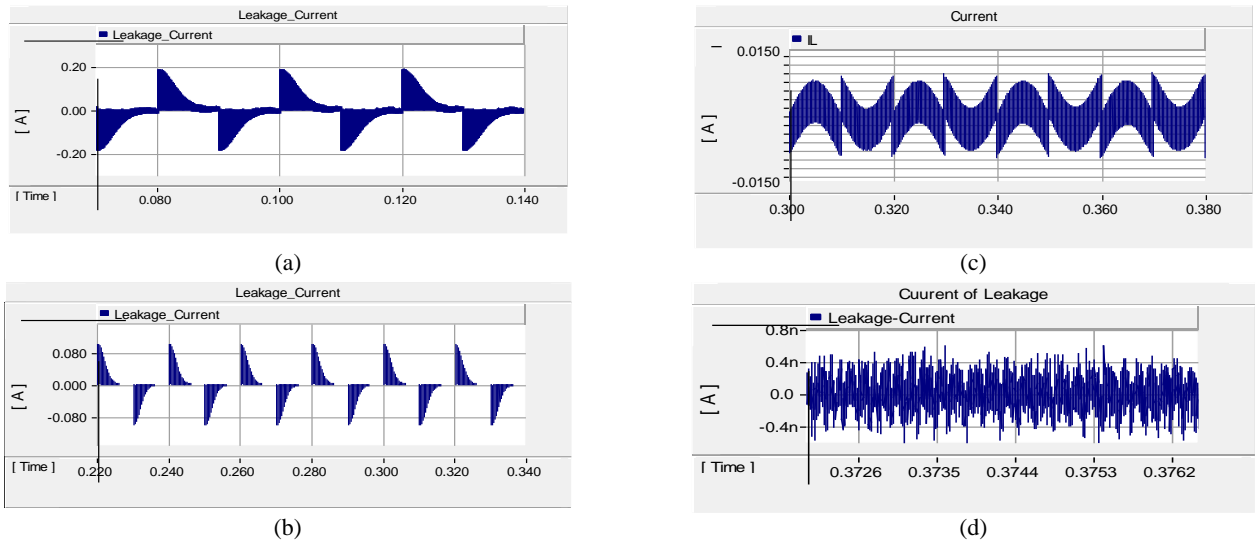 Leakage_Current
Leakage_Current
0.20
0.00
-0.20
[ A ]
[ Time ]
0.080
0.100
0.120
0.140
(a)
Leakage_Current
Leakage_Current
0.080
0.000
-0.080
[ A ]
[ Time ]
0.220
0.240
0.260
0.280
0.300
0.320
0.340
(b)
Current
IL
0.0150
-0.0150
[ A ]
0.300
0.320
0.340
0.360
0.380
(c)
Cuurent of Leakage
Leakage-Current
0.8n
0.4n
0.0
-0.4n
[ A ]
[ Time ]
0.3726
0.3735
0.3744
0.3753
0.3762
(d)